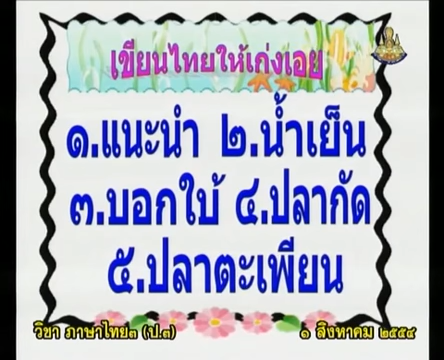 เขียนไทยให้เก่งเอย
๑.แนะนำ ๒.น้ำเย็น
๓.บอกใบ้ ๔.ปลากัด
๕.ปลาตะเพียน
วิชา ภาษาไทย๓ (ป.๓) ๑ สิงหาคม ๒๕๕๔